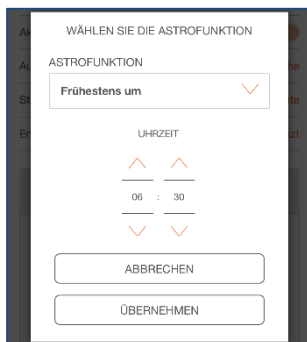 WÄHLEN SIE DIE ASTROFUNKTION
ASTROFUNKTION
Frühestens um
UHRZEIT
06 : 30
ABBRECHEN
ÜBERNEHMEN